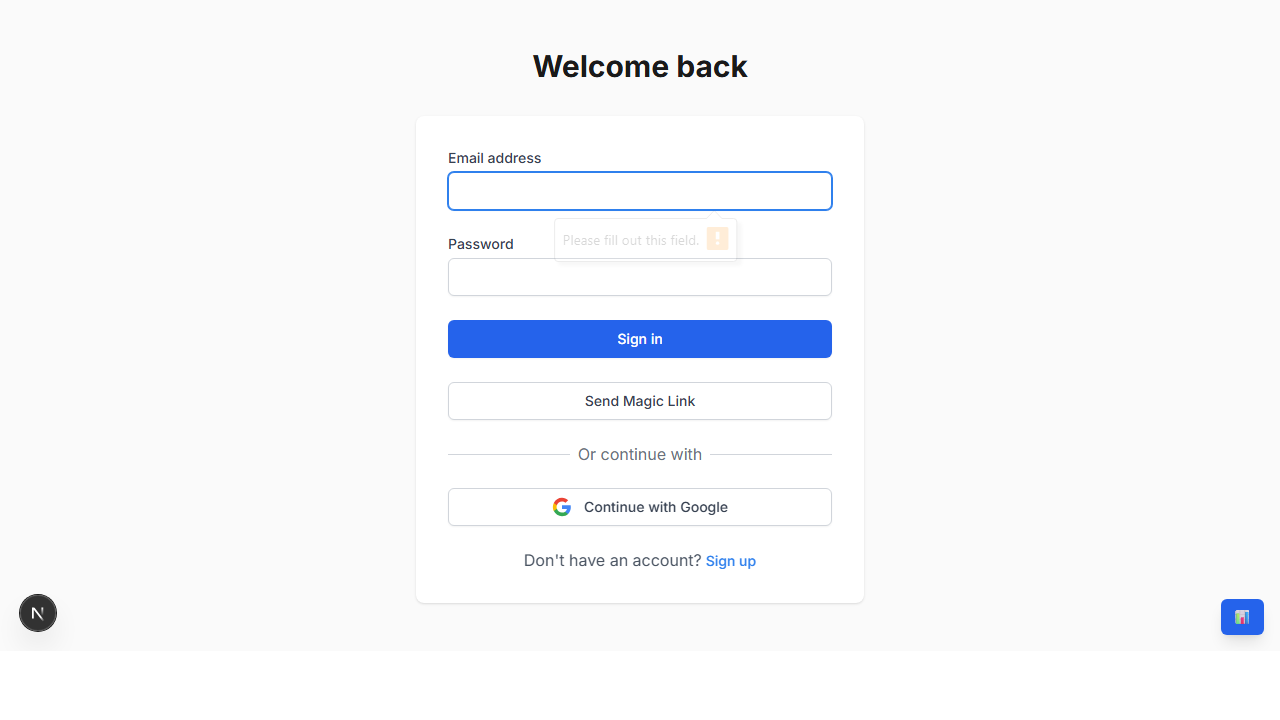 Welcome back
Email address
Please fill out this field.
Password
Sign in
Send Magic Link
Or continue with
Continue with Google
Don't have an account? Sign up
N